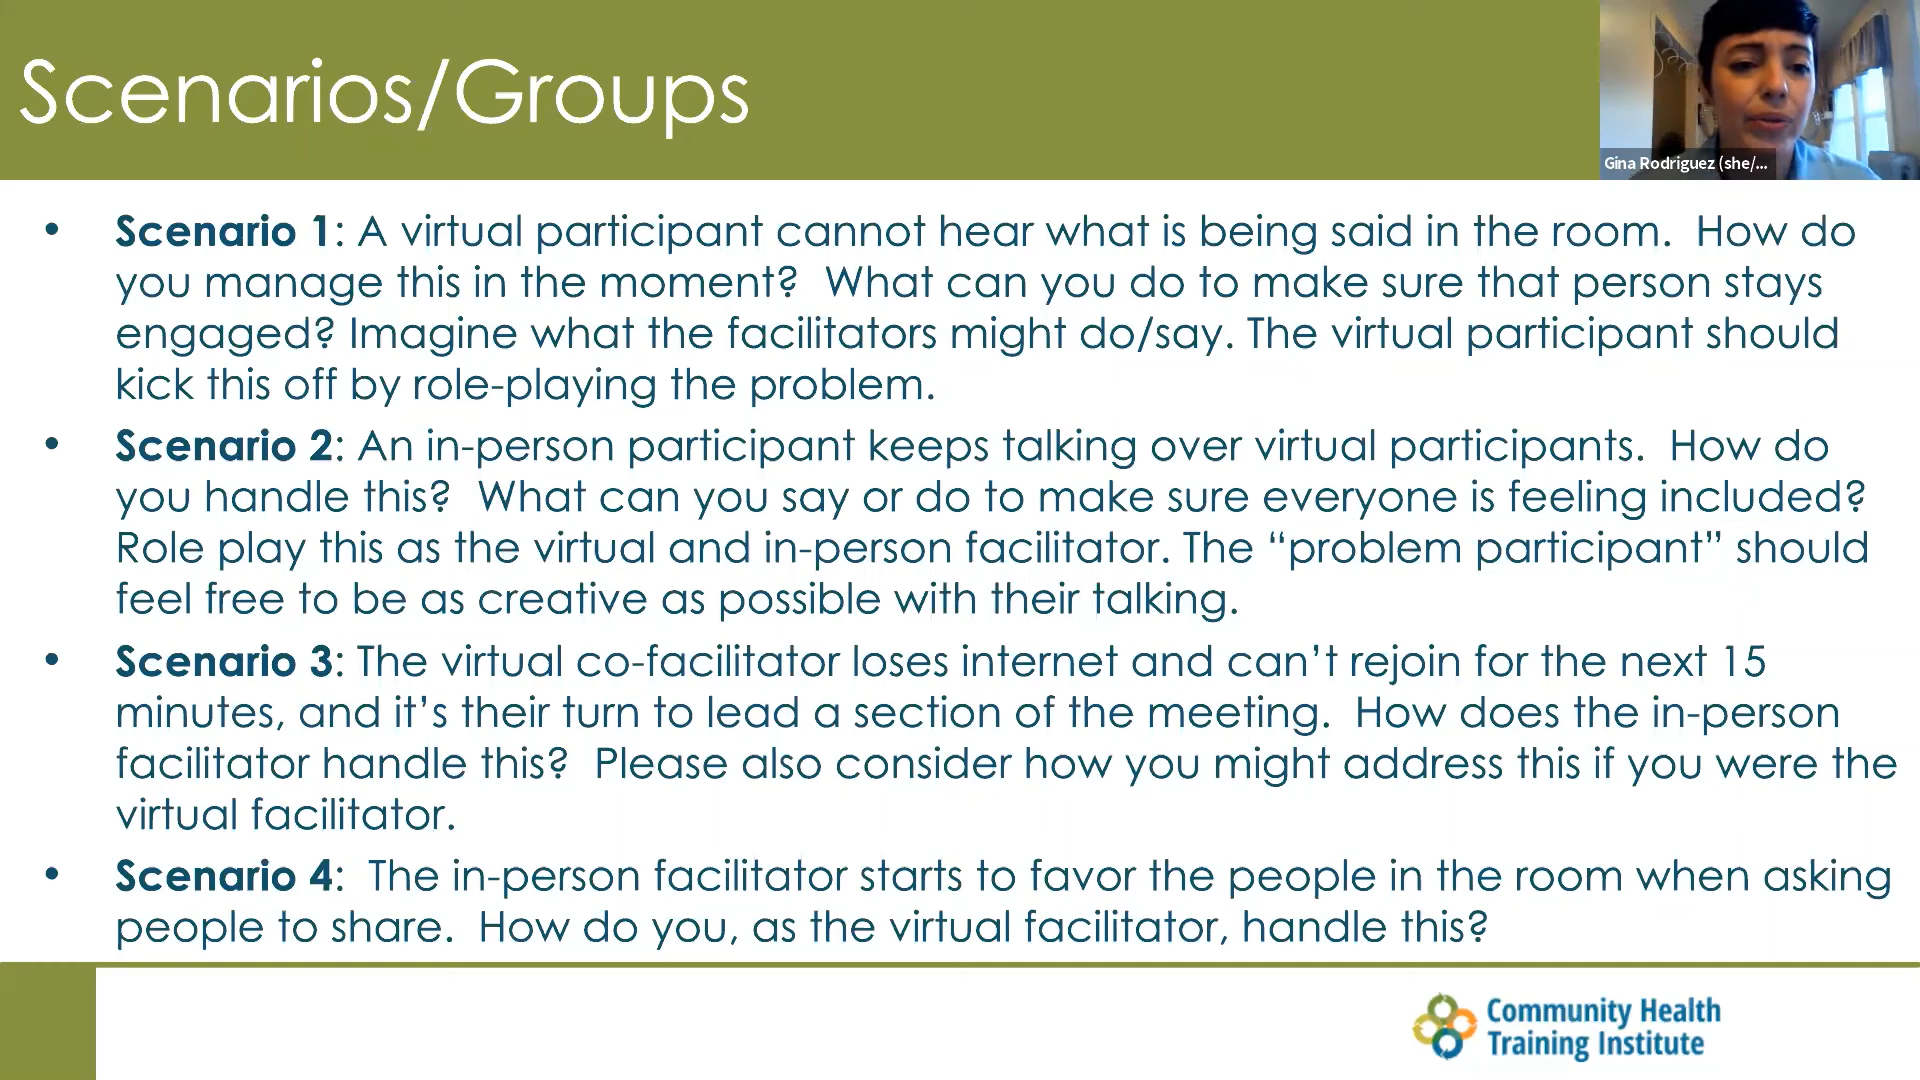 Scenarios/Groups
Gina Rodriguez (she/...
• Scenario 1: A virtual participant cannot hear what is being said in the room.  How do
you manage this in the moment?  What can you do to make sure that person stays
engaged? Imagine what the facilitators might do/say. The virtual participant should
kick this off by role-playing the problem.
• Scenario 2: An in-person participant keeps talking over virtual participants.  How do
you handle this?  What can you say or do to make sure everyone is feeling included?
Role play this as the virtual and in-person facilitator. The “problem participant” should
feel free to be as creative as possible with their talking.
• Scenario 3: The virtual co-facilitator loses internet and can’t rejoin for the next 15
minutes, and it’s their turn to lead a section of the meeting.  How does the in-person
facilitator handle this?  Please also consider how you might address this if you were the
virtual facilitator.
• Scenario 4:  The in-person facilitator starts to favor the people in the room when asking
people to share.  How do you, as the virtual facilitator, handle this?
Community Health
Training Institute